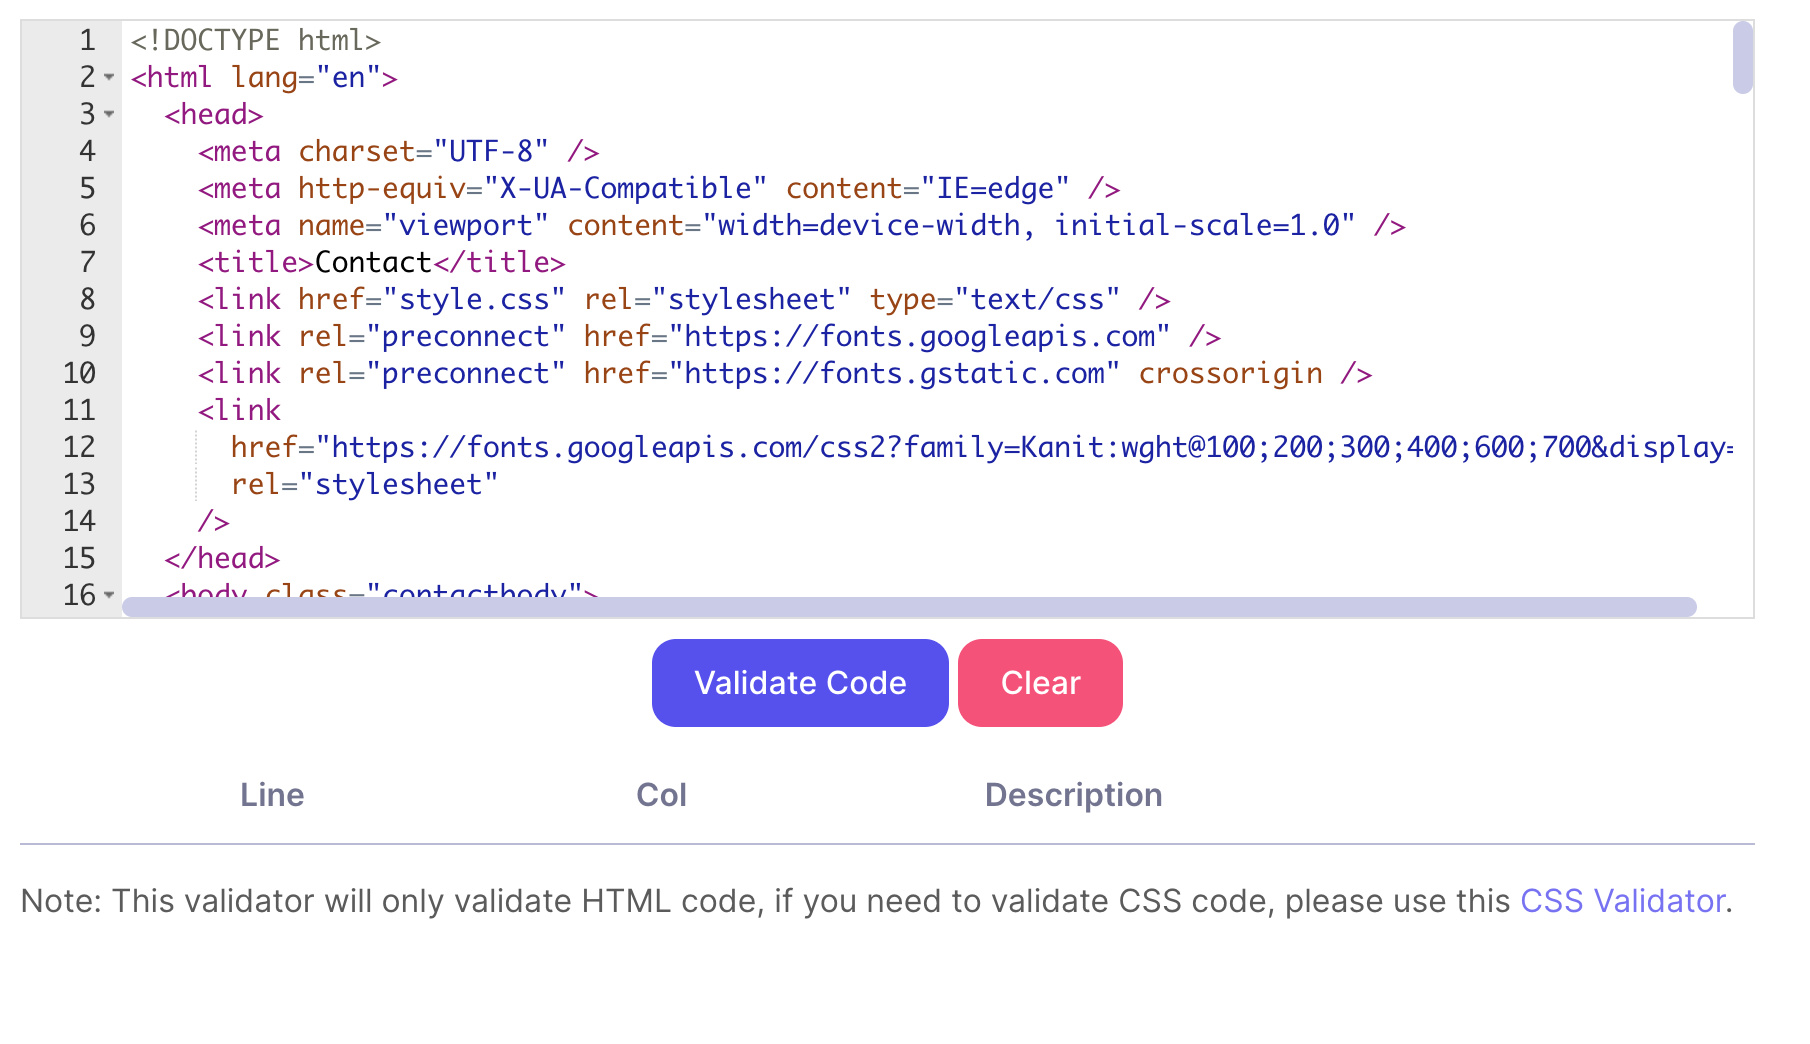 1 <!DOCTYPE html>
2 <html lang="en">
3 <head>
4 <meta charset="UTF-8" />
5 <meta http-equiv="X-UA-Compatible" content="IE=edge" />
6 <meta name="viewport" content="width=device-width, initial-scale=1.0" />
7 <title>Contact</title>
8 <link href="style.css" rel="stylesheet" type="text/css" />
9 <link rel="preconnect" href="https://fonts.googleapis.com" />
10 <link rel="preconnect" href="https://fonts.gstatic.com" crossorigin />
11 <link
12 href="https://fonts.googleapis.com/css2?family=Kanit:wght@100;200;300;400;600;700&display=
13 rel="stylesheet"
14 />
15 </head>
16 <body class="contactbody">
Validate Code Clear
Line Col Description
Note: This validator will only validate HTML code, if you need to validate CSS code, please use this CSS Validator.